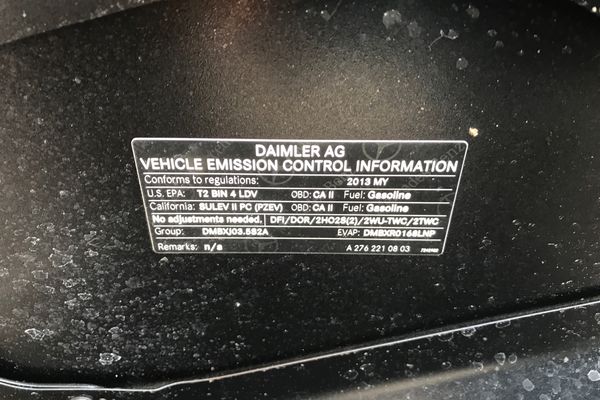 DAIMLER AG
VEHICLE EMISSION CONTROL INFORMATION
Conforms to regulations: 2013 MY
U.S. EPA: T2 BIN 4 LDV OBD: CA II Fuel: Gasoline
California: SULEV II PC (PZEV) OBD: CA II Fuel: Gasoline
No adjustments needed. DFI/DOR/2HO2S(2)/2WU-TWC/2TWC
Group: DMBXJ03.5B2A EVAP: DMBXR0168LNP
Remarks: n/a A 276 221 08 03